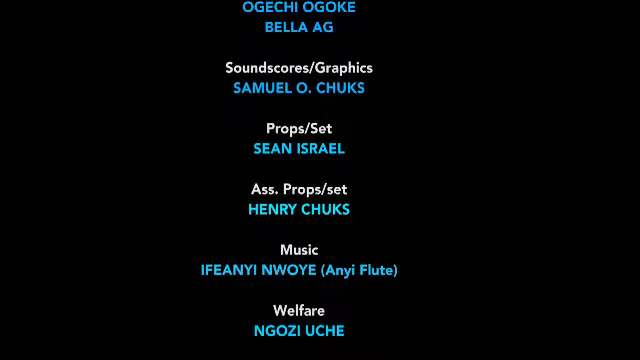 OGECHI OGOKE
BELLA AG
Soundscores/Graphics
SAMUEL O. CHUKS
Props/Set
SEAN ISRAEL
Ass. Props/set
HENRY CHUKS
Music
IFEANYI NWOYE (Anyi Flute)
Welfare
NGOZI UCHE